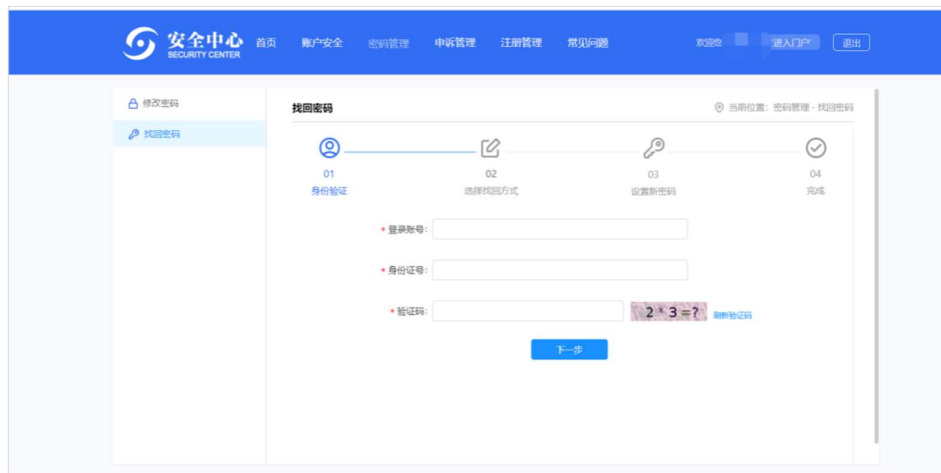 安全中心
SECURITY CENTER
首页 账户安全 密码管理 申诉管理 注册管理 常见问题 欢迎您 进入门户 退出
修改密码
找回密码
找回密码 当前位置：密码管理 - 找回密码
01 02 03 04
身份验证 选择找回方式 设置新密码 完成
* 登录账号：
* 身份证号：
* 验证码： 2 * 3 = ? 刷新验证码
下一步